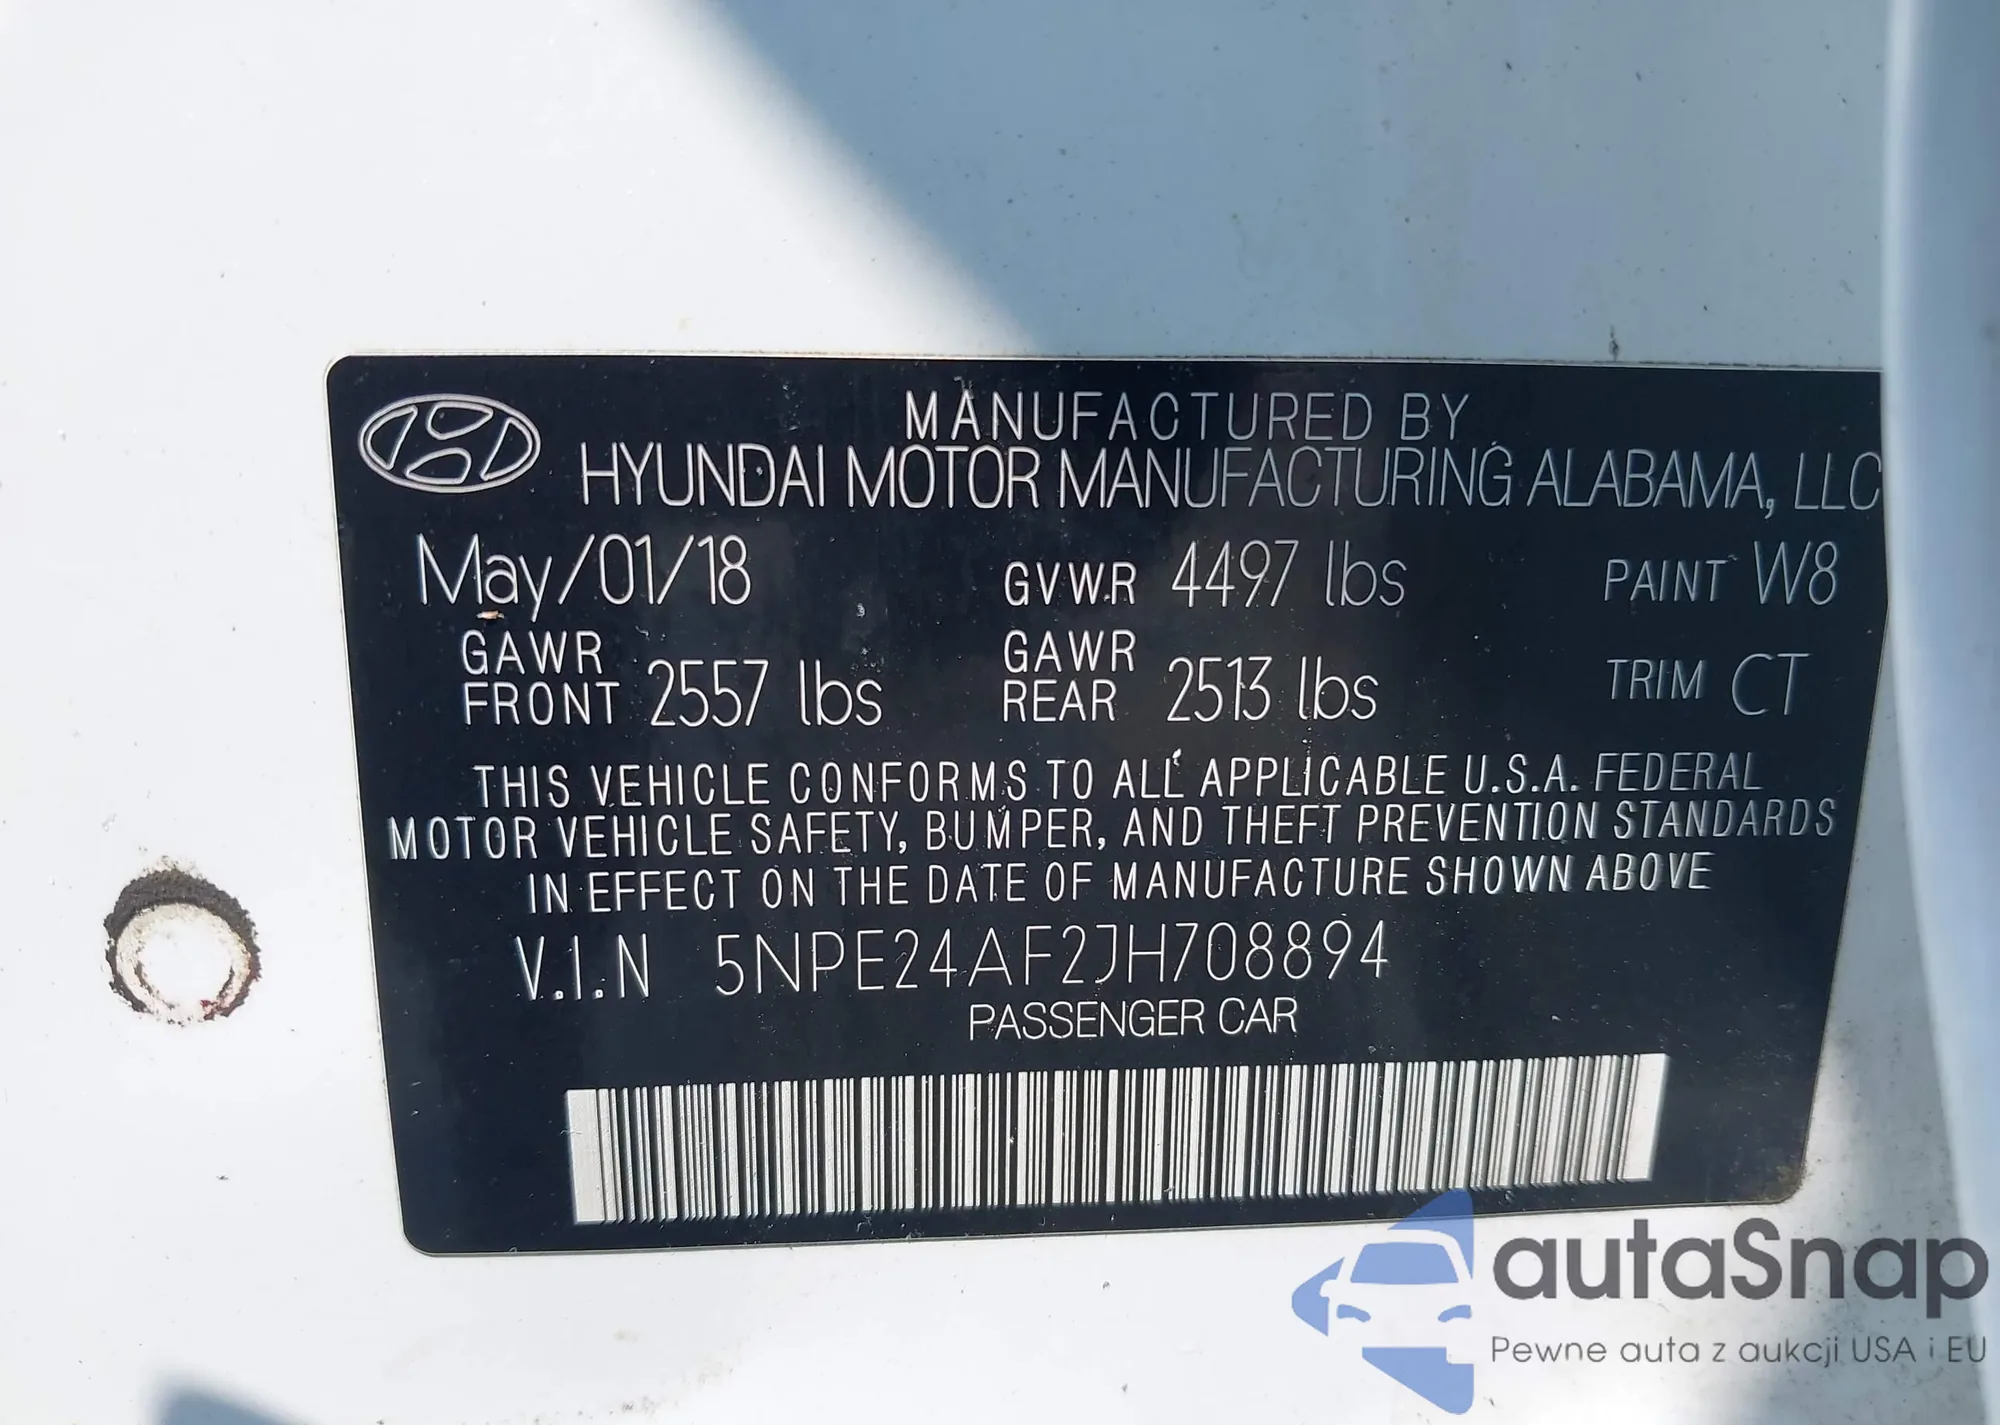 MANUFACTURED BY
HYUNDAI MOTOR MANUFACTURING ALABAMA, LLC
May/01/18 GVW.R 4497 lbs PAINT W8
GAWR FRONT 2557 lbs GAWR REAR 2513 lbs TRIM CT
THIS VEHICLE CONFORMS TO ALL APPLICABLE U.S.A. FEDERAL
MOTOR VEHICLE SAFETY, BUMPER, AND THEFT PREVENTION STANDARDS
IN EFFECT ON THE DATE OF MANUFACTURE SHOWN ABOVE
V.I.N 5NPE24AF2JH708894
PASSENGER CAR
autaSnap
Pewne auta z aukcji USA i EU